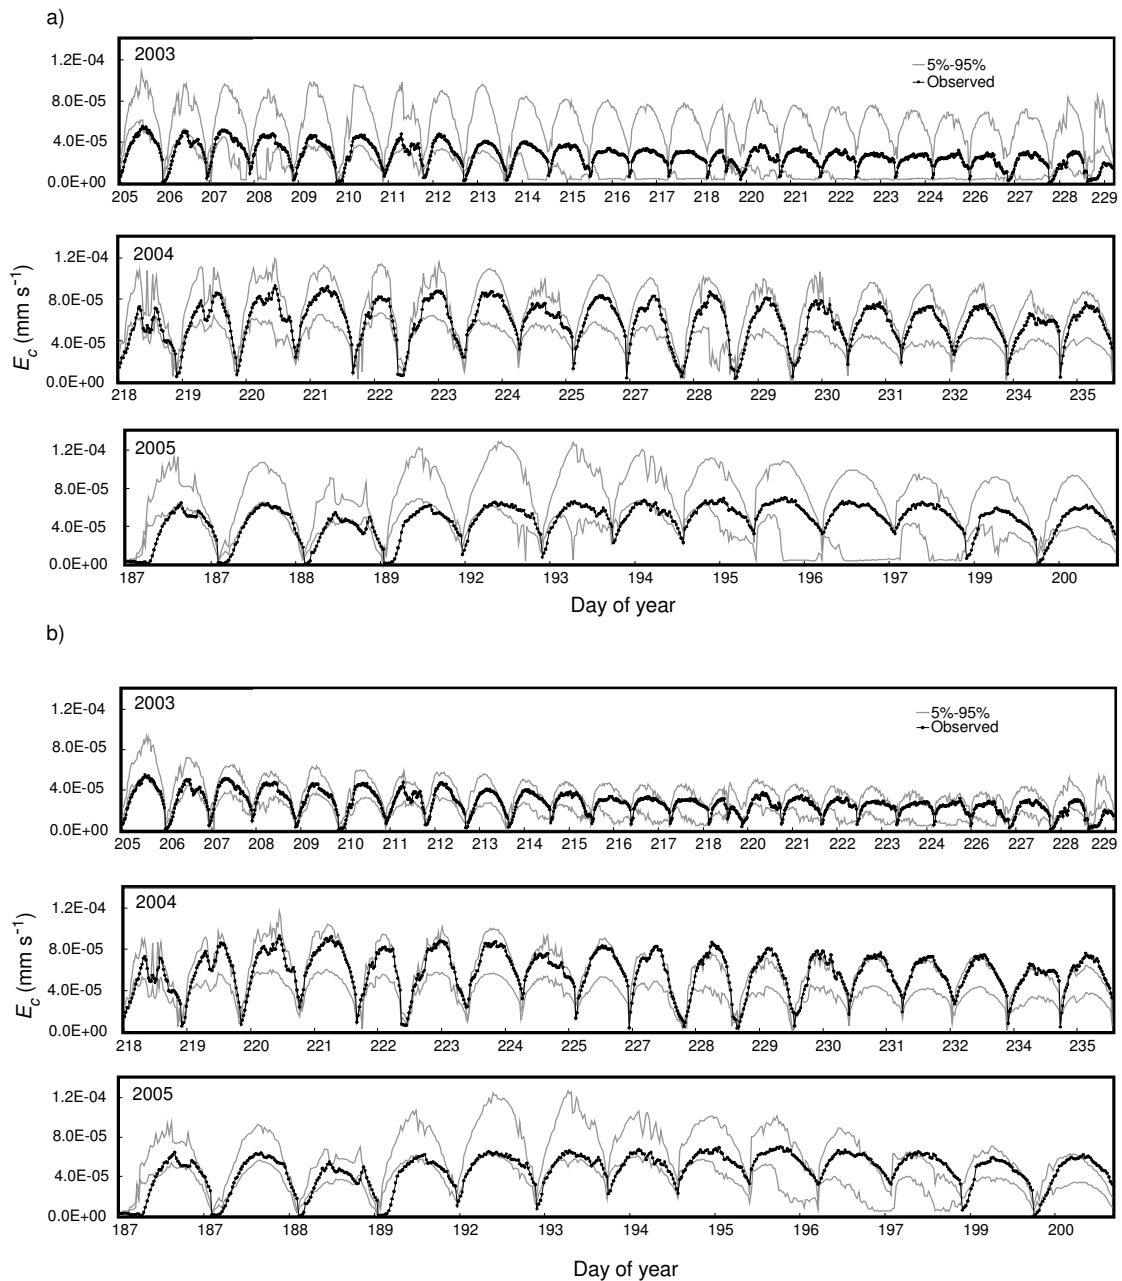 a)
2003
5%-95%
Observed
1.2E-04
8.0E-05
4.0E-05
0.0E+00
205 206 207 208 209 210 211 212 213 214 215 216 217 218 220 221 222 223 224 226 227 228 229
2004
1.2E-04
8.0E-05
4.0E-05
0.0E+00
218 219 220 221 222 223 224 225 227 228 229 230 231 232 234 235
E_c (mm s⁻¹)
2005
1.2E-04
8.0E-05
4.0E-05
0.0E+00
187 187 188 189 192 193 194 195 196 197 199 200
Day of year
b)
2003
5%-95%
Observed
1.2E-04
8.0E-05
4.0E-05
0.0E+00
205 206 207 208 209 210 211 212 213 214 215 216 217 218 220 221 222 223 224 226 227 228 229
2004
1.2E-04
8.0E-05
4.0E-05
0.0E+00
218 219 220 221 222 223 224 225 227 228 229 230 231 232 234 235
E_c (mm s⁻¹)
2005
1.2E-04
8.0E-05
4.0E-05
0.0E+00
187 187 188 189 192 193 194 195 196 197 199 200
Day of year